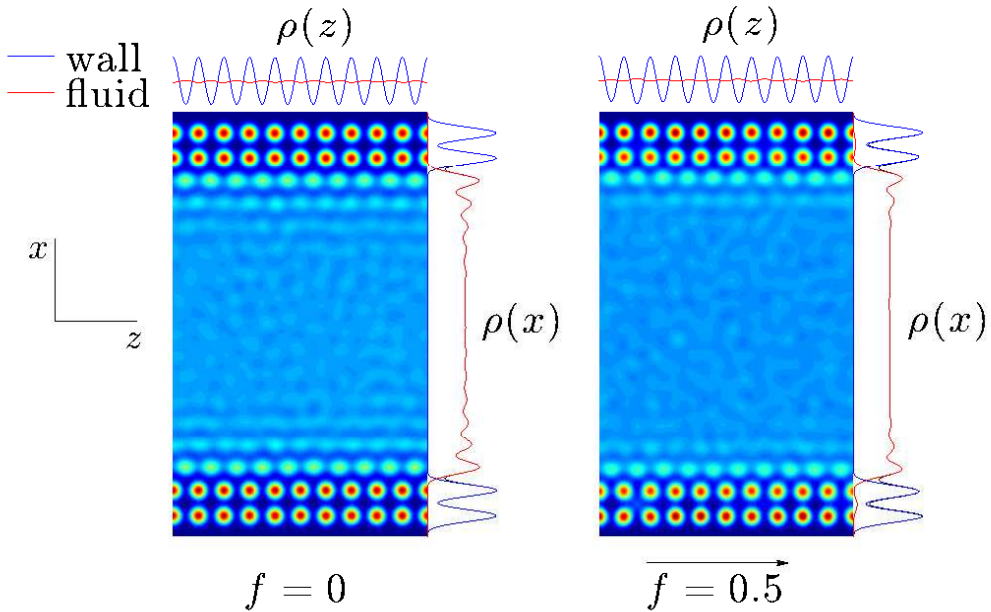 ρ(z) ρ(z)
wall
fluid
x
z
ρ(x) ρ(x)
f = 0 f = 0.5